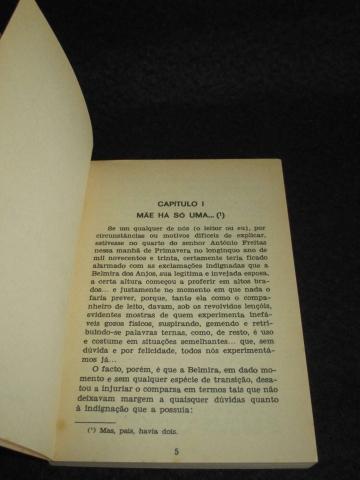 CAPÍTULO I
MÃE HÁ SÓ UMA... (¹)
Se um qualquer de nós (o leitor ou eu), por
circunstâncias ou motivos difíceis de explicar,
estivesse no quarto do senhor António Freitas
nessa manhã de Primavera no longínquo ano de
mil novecentos e trinta, certamente teria ficado
alarmado com as exclamações indignadas que a
Belmira dos Anjos, sua legítima e invejada esposa,
a certa altura começou a proferir em altos bra-
dos... e justamente no momento em que nada o
faria prever, porque, tanto ela como o compa-
nheiro de leito, davam, sob os revolvidos lençóis,
evidentes mostras de quem experimenta inefá-
veis gosos físicos, suspirando, gemendo e retri-
buindo-se palavras ternas, como, de resto, é uso
e costume em situações semelhantes... que, sem
dúvida e por felicidade, todos nós experimentá-
mos já...
O facto, porém, é que a Belmira, em dado mo-
mento e sem qualquer espécie de transição, desa-
tou a injuriar o comparsa em termos tais que não
deixavam margem a quaisquer dúvidas quanto
à indignação que a possuía:
(¹) Mas, pais, havia dois.
5